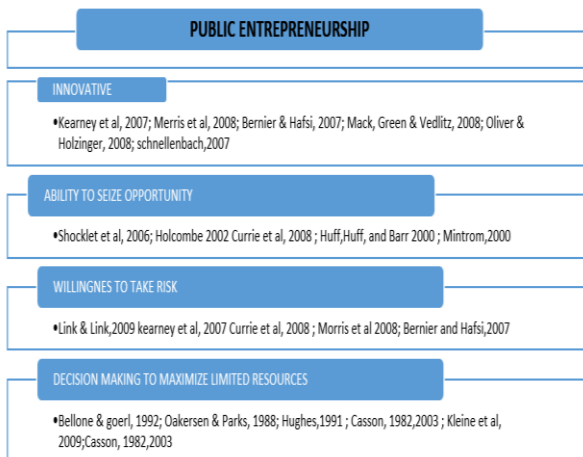 PUBLIC ENTREPRENEURSHIP
INNOVATIVE
•Kearney et al, 2007; Merris et al, 2008; Bernier & Hafsi, 2007; Mack, Green & Vedlitz, 2008; Oliver &
Holzinger, 2008; schnellenbach,2007
ABILITY TO SEIZE OPPORTUNITY
•Shocklet et al, 2006; Holcombe 2002 Currie et al, 2008 ; Huff,Huff, and Barr 2000 ; Mintrom,2000
WILLINGNES TO TAKE RISK
•Link & Link,2009 kearney et al, 2007 Currie et al, 2008 ; Morris et al 2008; Bernier and Hafsi,2007
DECISION MAKING TO MAXIMIZE LIMITED RESOURCES
•Bellone & goerl, 1992; Oakersen & Parks, 1988; Hughes,1991 ; Casson, 1982,2003 ; Kleine et al,
2009;Casson, 1982,2003